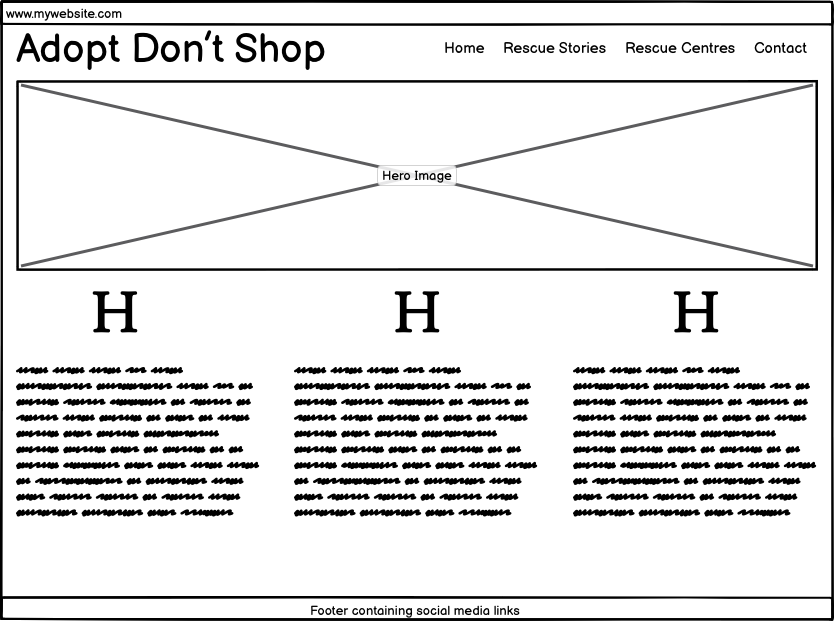 www.mywebsite.com
Adopt Don't Shop
Home Rescue Stories Rescue Centres Contact
Hero Image
H H H
Footer containing social media links